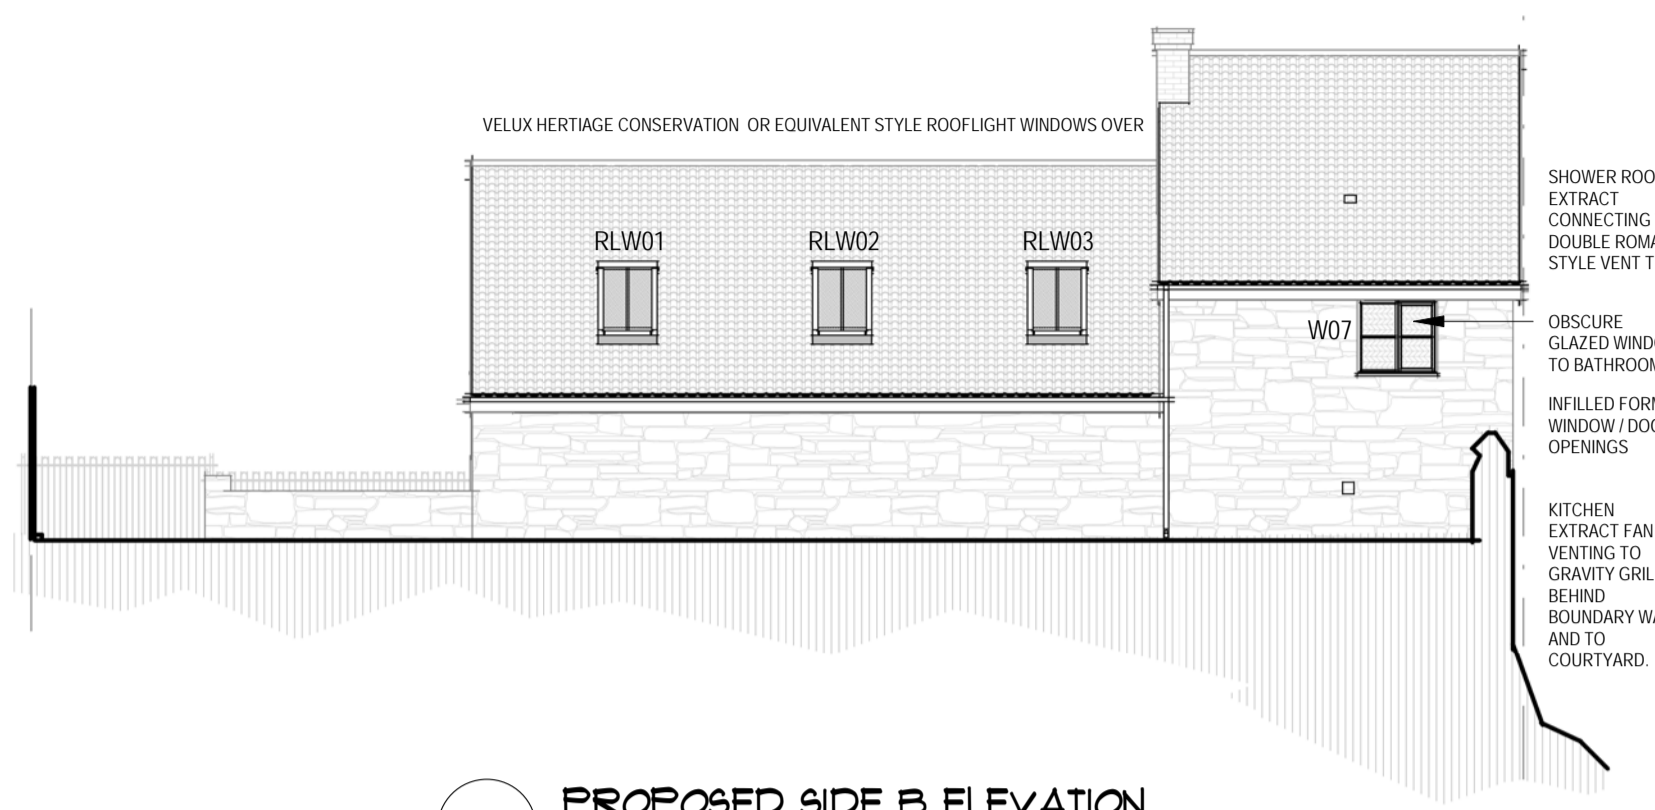 VELUX HERTIAGE CONSERVATION OR EQUIVALENT STYLE ROOFLIGHT WINDOWS OVER
RLW01
RLW02
RLW03
W07
SHOWER ROO
EXTRACT
CONNECTING
DOUBLE ROMA
STYLE VENT T
OBSCURE
GLAZED WINDO
TO BATHROOM
INFILLED FORM
WINDOW / DOO
OPENINGS
KITCHEN
EXTRACT FAN
VENTING TO
GRAVITY GRIL
BEHIND
BOUNDARY WA
AND TO
COURTYARD.
PROPOSED SIDE B ELEVATION